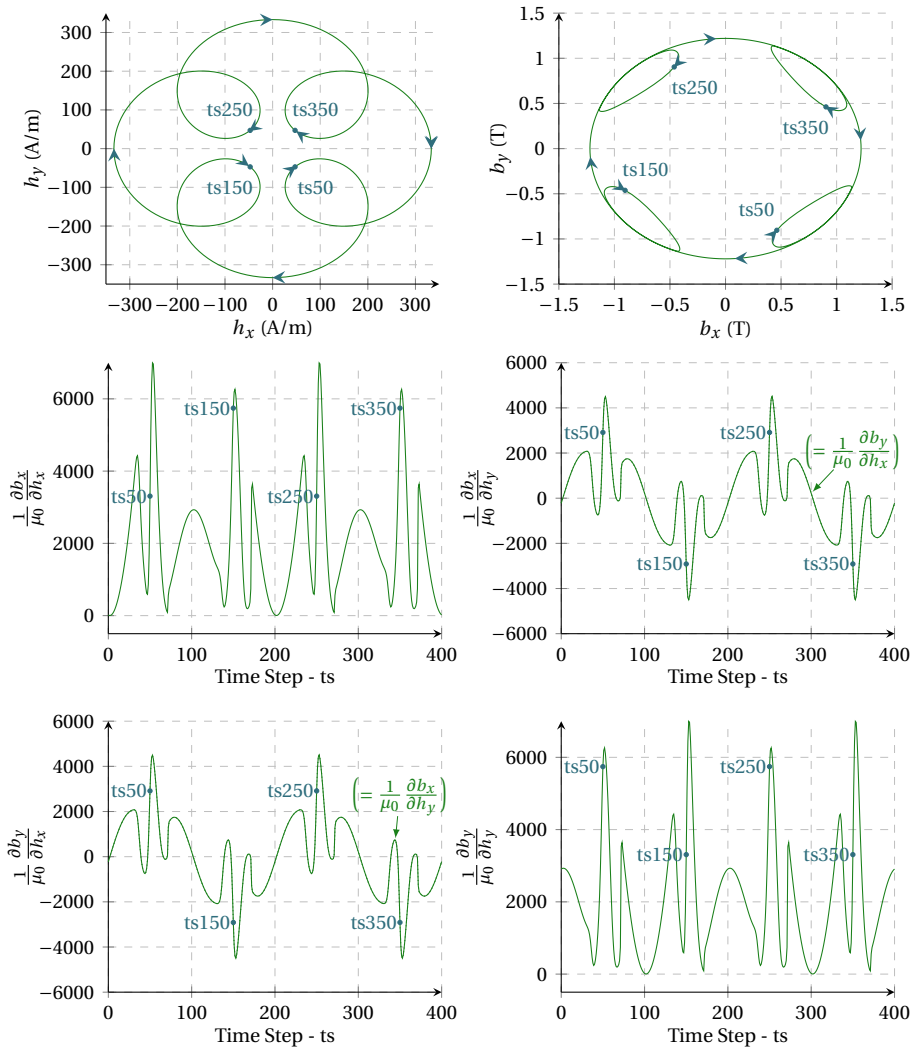 300
200
100
0
−100
−200
−300
−300 −200 −100 0 100 200 300
h_y (A/m)
h_x (A/m)
ts250
ts350
ts150
ts50
1.5
1
0.5
0
−0.5
−1
−1.5
−1.5 −1 −0.5 0 0.5 1 1.5
b_y (T)
b_x (T)
ts250
ts350
ts150
ts50
6000
4000
2000
0
0 100 200 300 400
1/μ_0 ∂b_x/∂h_x
Time Step - ts
ts150
ts350
ts50
ts250
6000
4000
2000
0
−2000
−4000
−6000
0 100 200 300 400
1/μ_0 ∂b_x/∂h_y
Time Step - ts
ts50
ts250
(= 1/μ_0 ∂b_y/∂h_x)
ts150
ts350
6000
4000
2000
0
−2000
−4000
−6000
0 100 200 300 400
1/μ_0 ∂b_y/∂h_x
Time Step - ts
ts50
ts250
(= 1/μ_0 ∂b_x/∂h_y)
ts150
ts350
6000
4000
2000
0
0 100 200 300 400
1/μ_0 ∂b_y/∂h_y
Time Step - ts
ts50
ts250
ts150
ts350